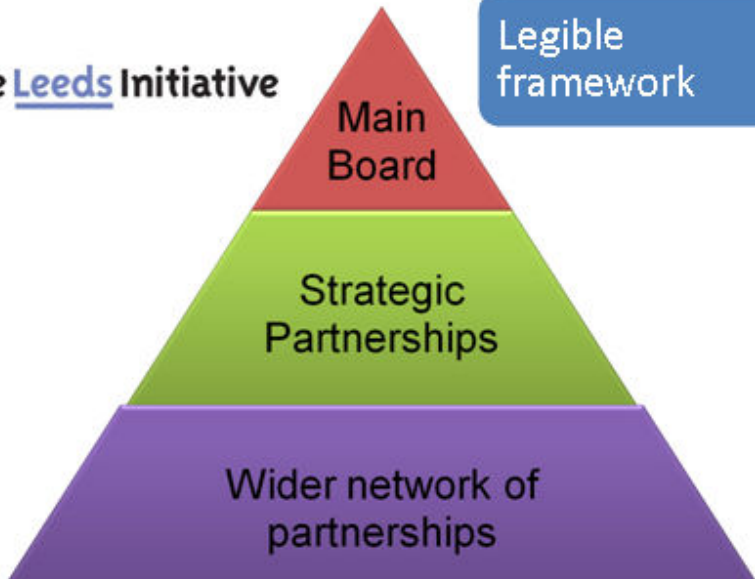 e Leeds Initiative
Legible
framework
Main
Board
Strategic
Partnerships
Wider network of
partnerships